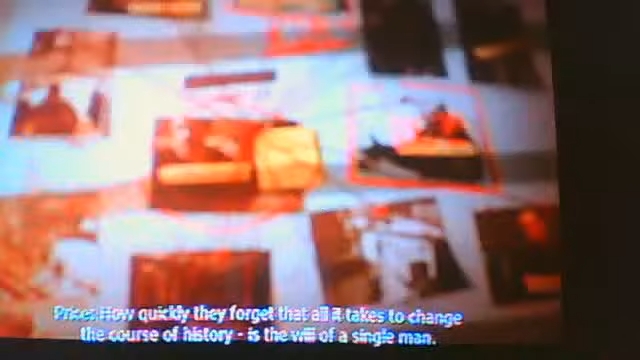 Price: How quickly they forget that all it takes to change
the course of history - is the will of a single man.